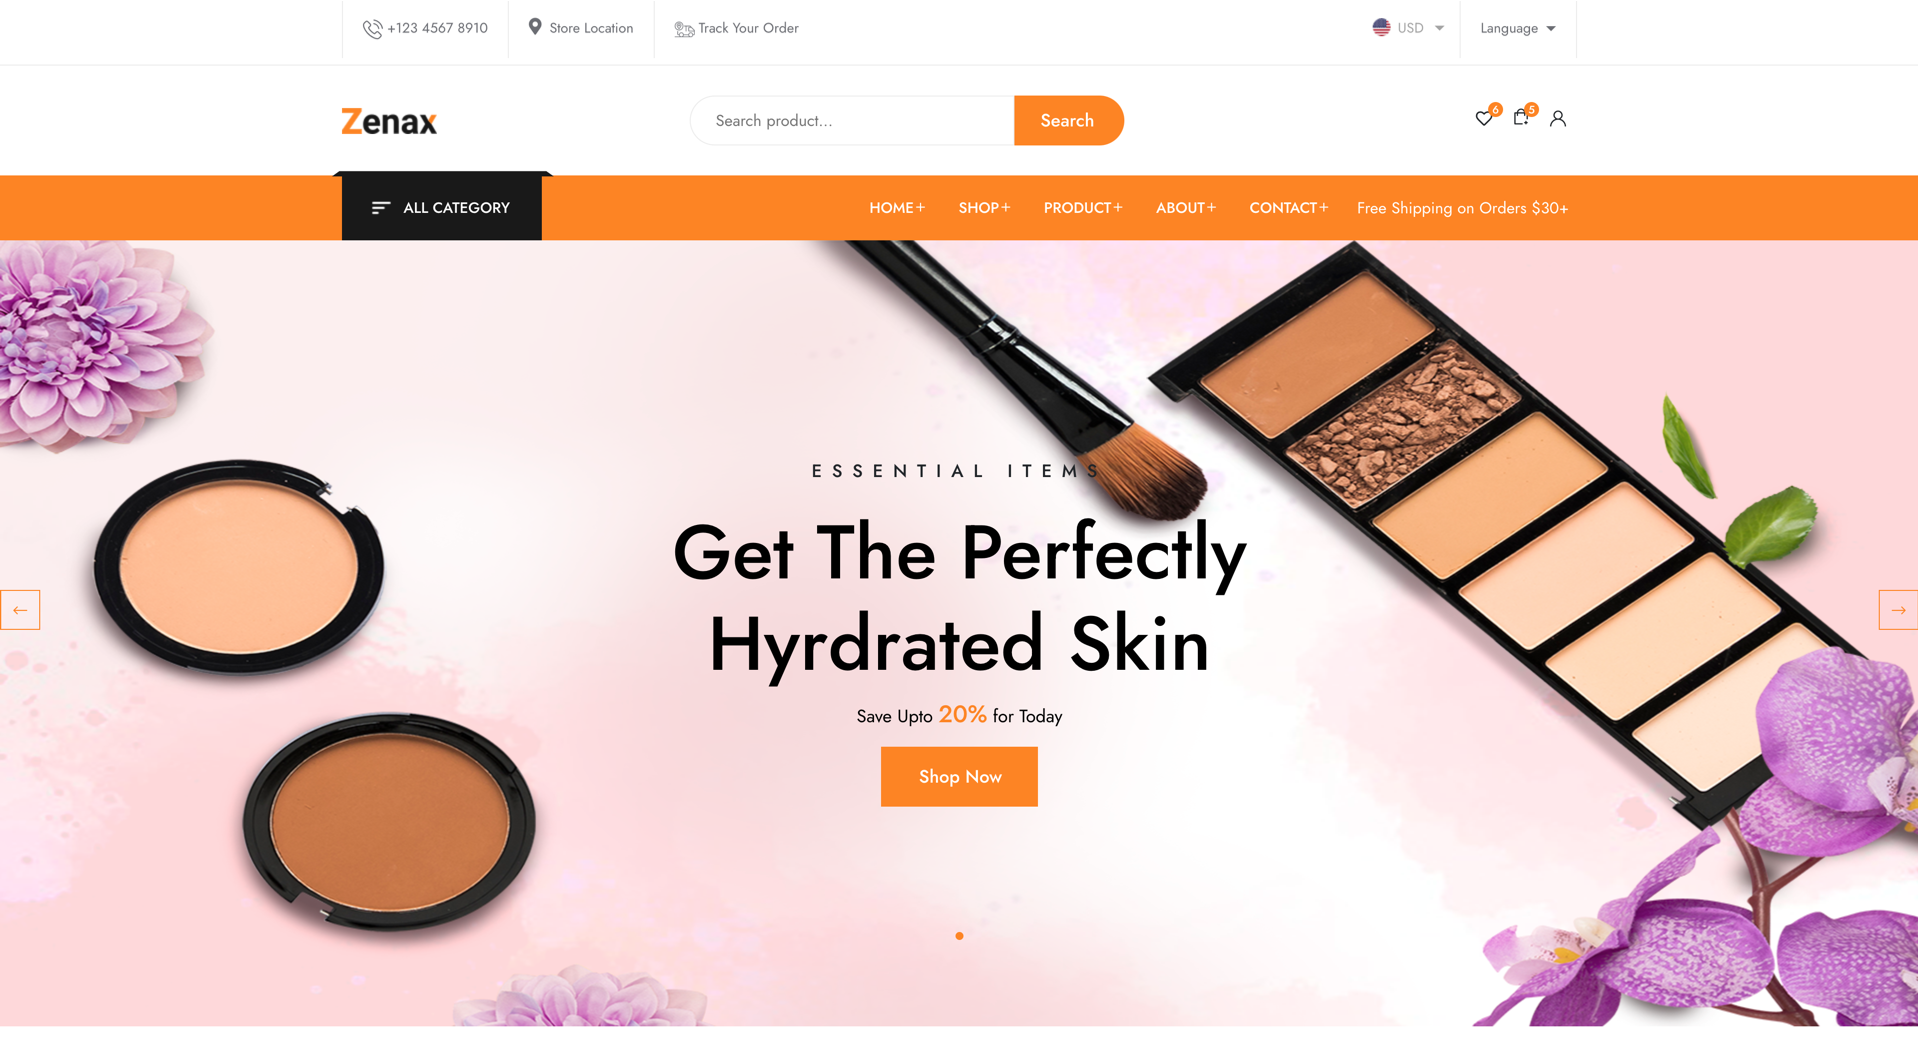 +123 4567 8910
Store Location
Track Your Order
USD
Language
Zenax
Search product...
Search
6
5
ALL CATEGORY
HOME+
SHOP+
PRODUCT+
ABOUT+
CONTACT+
Free Shipping on Orders $30+
ESSENTIAL ITEMS
Get The Perfectly
Hyrdrated Skin
Save Upto 20% for Today
Shop Now